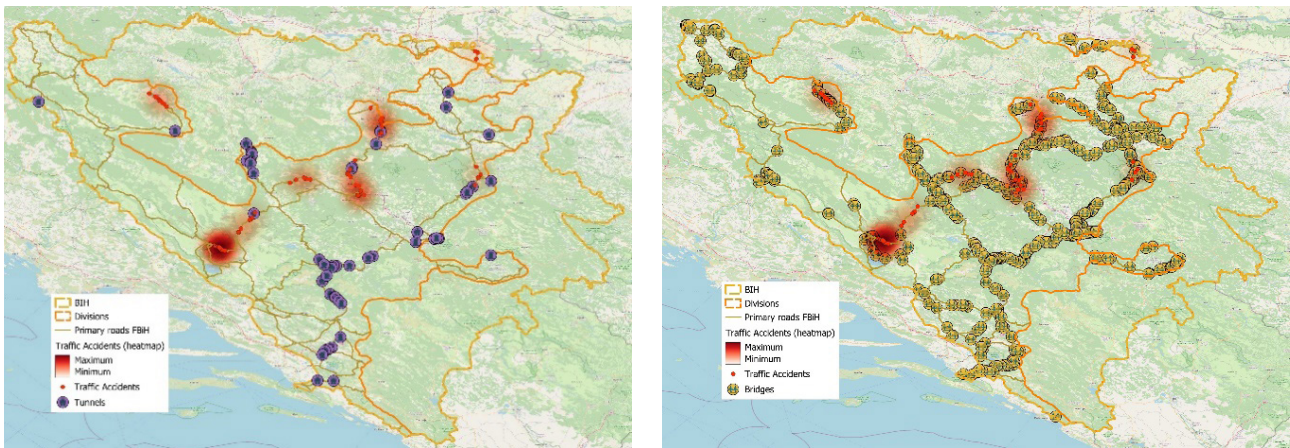 BIH
Divisions
Primary roads FBiH
Traffic Accidents (heatmap)
Maximum
Minimum
Traffic Accidents
Tunnels
BIH
Divisions
Primary roads FBiH
Traffic Accidents (heatmap)
Maximum
Minimum
Traffic Accidents
Bridges